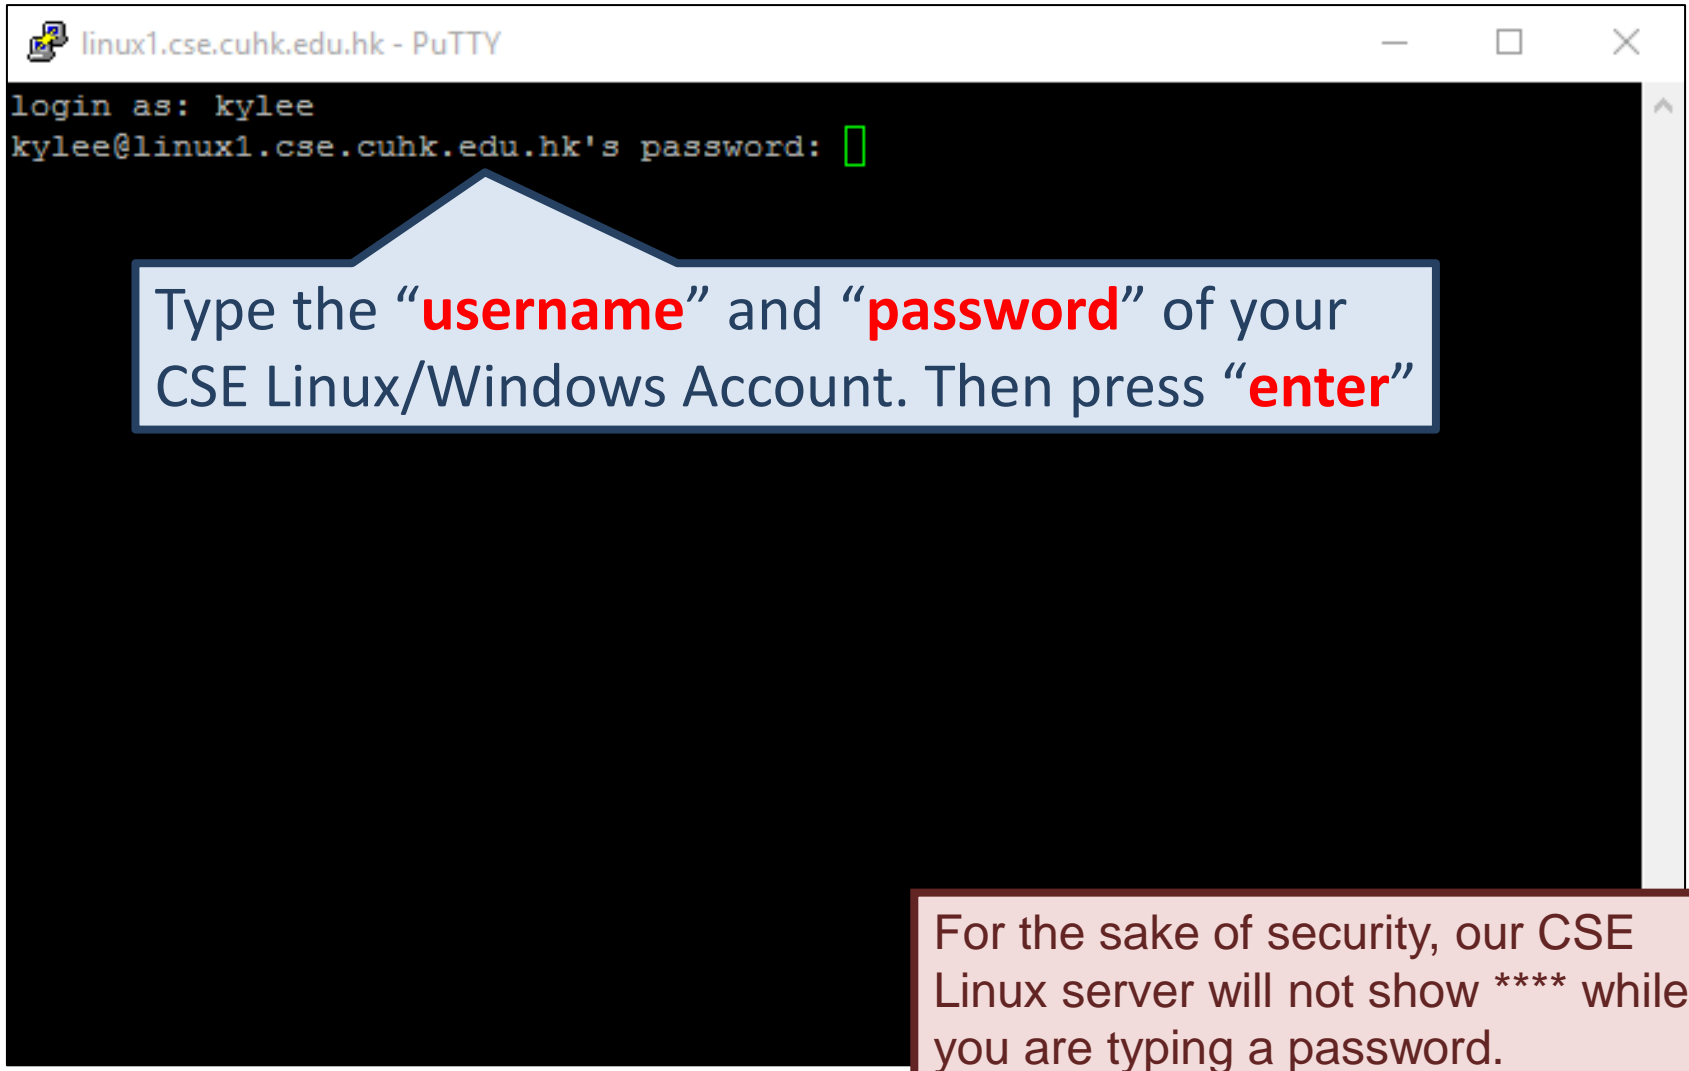 linux1.cse.cuhk.edu.hk - PuTTY
login as: kylee
kylee@linux1.cse.cuhk.edu.hk's password:
Type the “username” and “password” of your
CSE Linux/Windows Account. Then press “enter”
For the sake of security, our CSE
Linux server will not show **** while
you are typing a password.